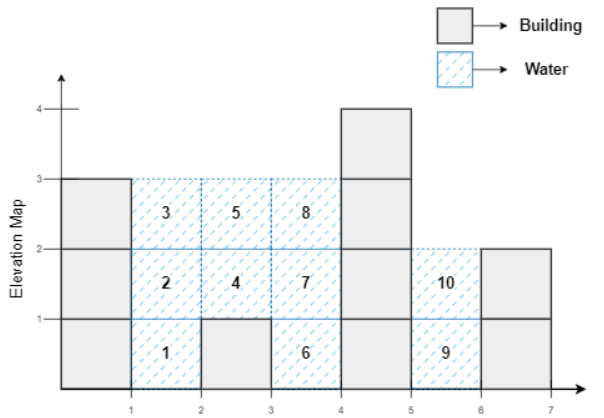 Building
Water
Elevation Map
4
3
2
1
3 5 8
2 4 7 10
1 6 9
1 2 3 4 5 6 7